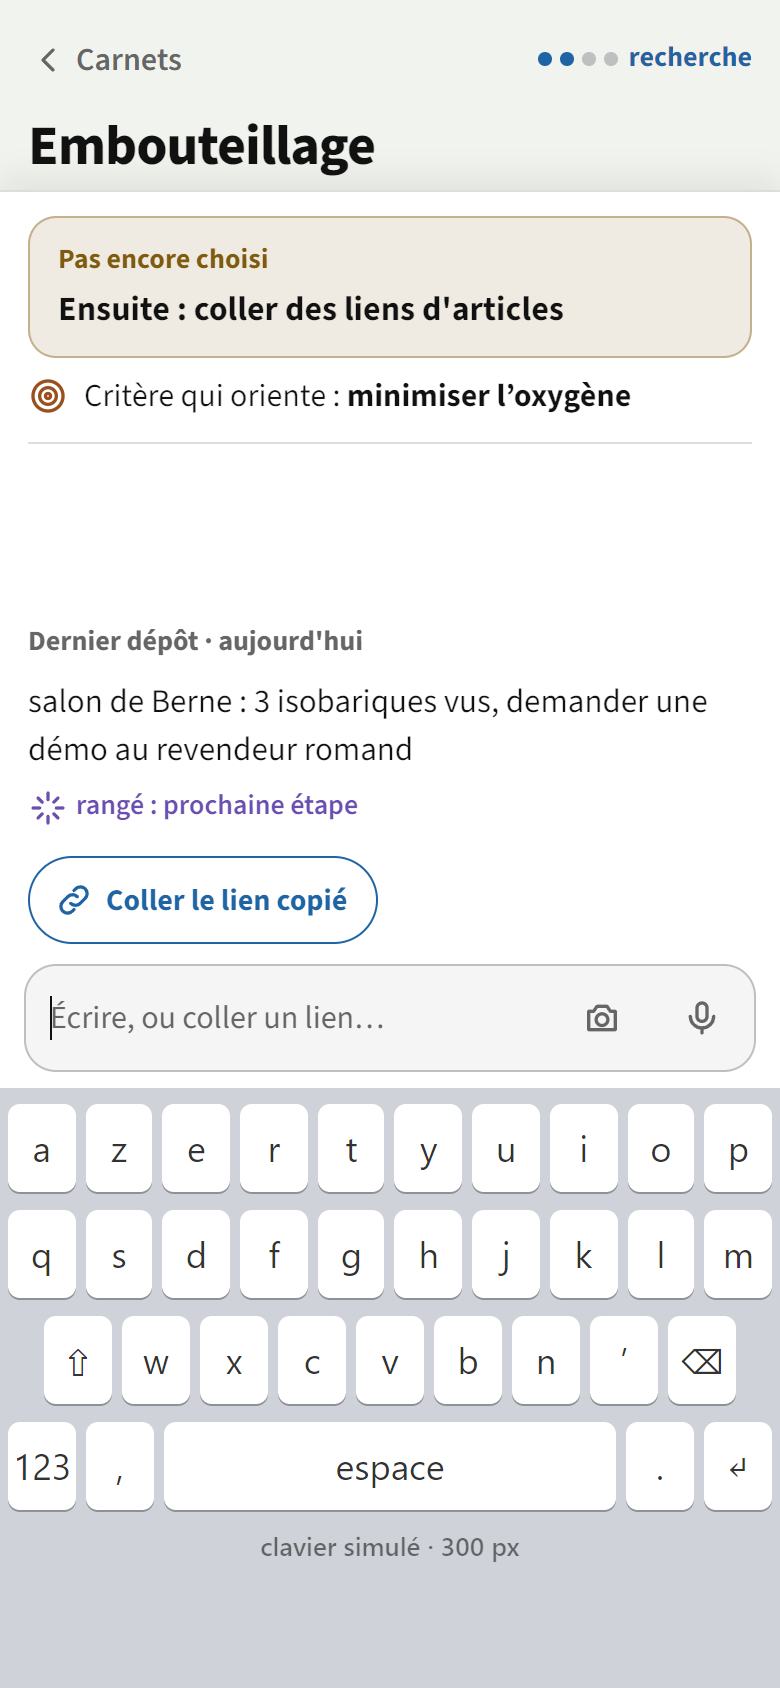 Carnets
recherche
Embouteillage
Pas encore choisi
Ensuite : coller des liens d'articles
Critère qui oriente : minimiser l’oxygène
Dernier dépôt · aujourd'hui
salon de Berne : 3 isobariques vus, demander une
démo au revendeur romand
rangé : prochaine étape
Coller le lien copié
Écrire, ou coller un lien…
a z e r t y u i o p
q s d f g h j k l m
⇧ w x c v b n ’ ⌫
123 , espace . ↵
clavier simulé · 300 px